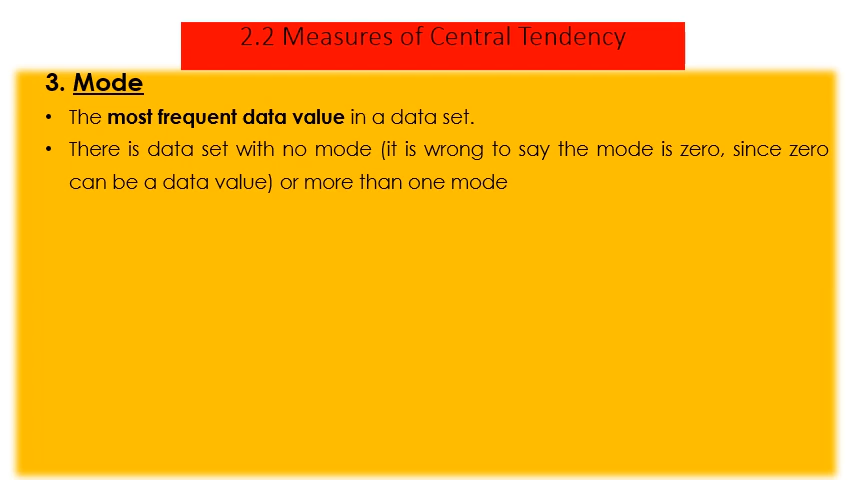 2.2 Measures of Central Tendency
3. Mode
• The most frequent data value in a data set.
• There is data set with no mode (it is wrong to say the mode is zero, since zero
can be a data value) or more than one mode